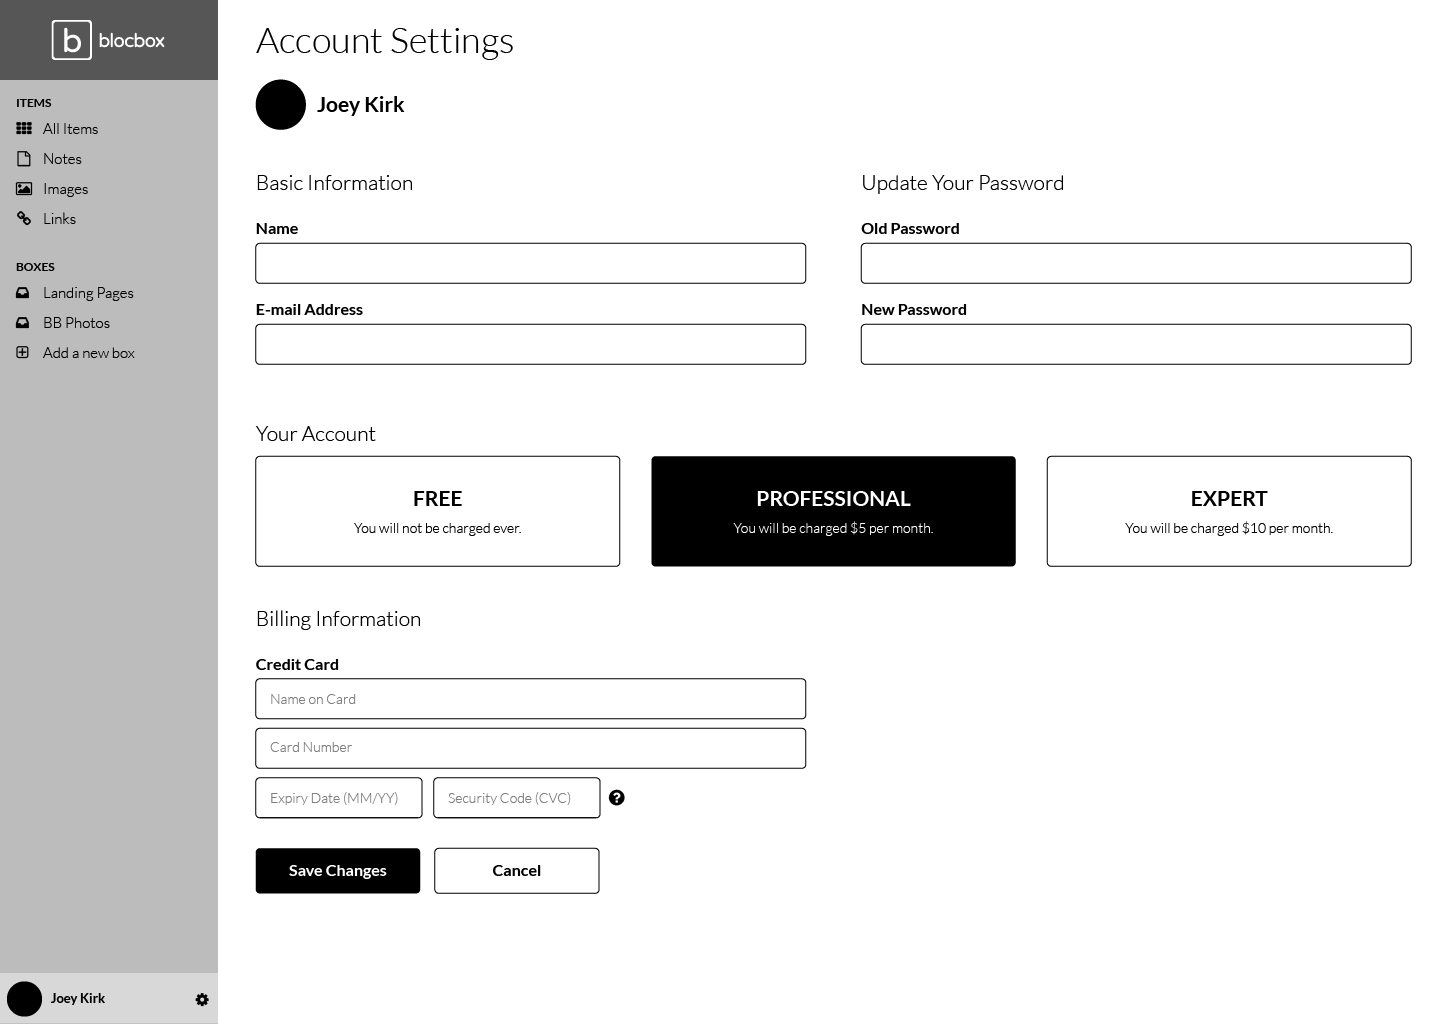 blocbox
ITEMS
All Items
Notes
Images
Links
BOXES
Landing Pages
BB Photos
Add a new box
Joey Kirk
Account Settings
Joey Kirk
Basic Information
Name
E-mail Address
Update Your Password
Old Password
New Password
Your Account
FREE
You will not be charged ever.
PROFESSIONAL
You will be charged $5 per month.
EXPERT
You will be charged $10 per month.
Billing Information
Credit Card
Name on Card
Card Number
Expiry Date (MM/YY)
Security Code (CVC)
Save Changes
Cancel